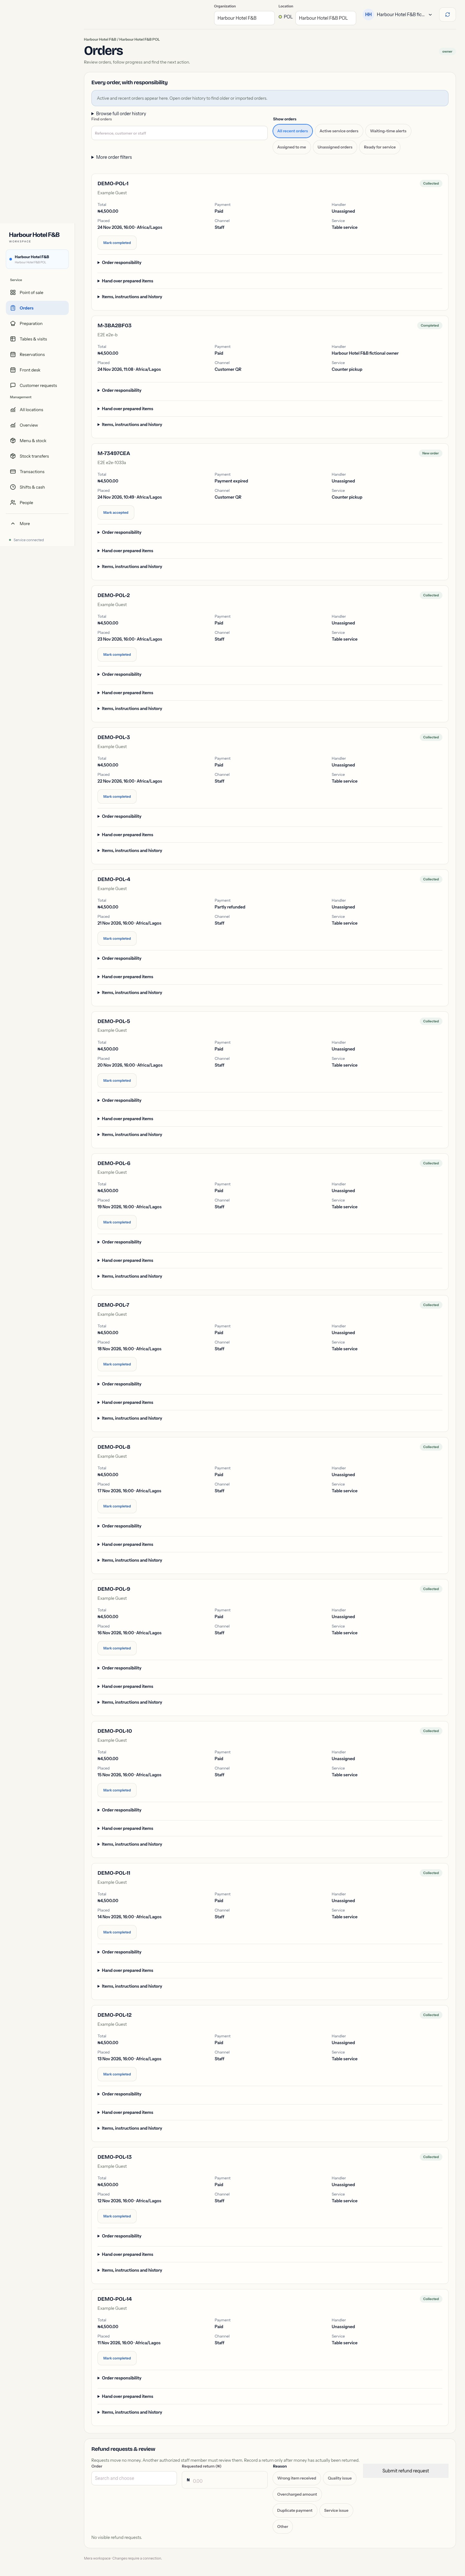 Organization
Location
Harbour Hotel F&B
POL
Harbour Hotel F&B POL
HH
Harbour Hotel F&B fic...
Harbour Hotel F&B / Harbour Hotel F&B POL
Orders
Review orders, follow payments and find the next action.
Every order, with responsibility
Active and recent orders appear here. Open order history to find older or imported orders.
Browse full order history
Find orders
Reference, customer or staff
Show orders
All recent orders
Active service orders
Waiting-time alerts
Assigned to me
Unassigned orders
Ready for service
More order filters
Harbour Hotel F&B
WORKSPACE
Harbour Hotel F&B
Harbour Hotel F&B POL
Service
Point of sale
Orders
Preparation
Tables & visits
Reservations
Front desk
Customer requests
Management
All locations
Overview
Menu & stock
Stock transfers
Transactions
Shifts & cash
People
More
Service connected
DEMO-POL-1
Collected
Example Guest
Total
Payment
Handler
₦4,500.00
Paid
Unassigned
Placed
Channel
Service
24 Nov 2026, 16:00 · Africa/Lagos
Staff
Table service
Mark completed
Order responsibility
Hand over prepared items
Items, instructions and history
M-3BA2BF03
Completed
E2E e2e-b
Total
Payment
Handler
₦4,500.00
Paid
Harbour Hotel F&B fictional owner
Placed
Channel
Service
24 Nov 2026, 11:08 · Africa/Lagos
Customer QR
Counter pickup
Order responsibility
Hand over prepared items
Items, instructions and history
M-73497CEA
New order
Total
Payment
Handler
₦4,500.00
Payment expired
Unassigned
Placed
Channel
Service
24 Nov 2026, 10:49 · Africa/Lagos
Customer QR
Counter pickup
Mark accepted
Order responsibility
Hand over prepared items
Items, instructions and history
DEMO-POL-2
Collected
Example Guest
Total
Payment
Handler
₦4,500.00
Paid
Unassigned
Placed
Channel
Service
23 Nov 2026, 16:00 · Africa/Lagos
Staff
Table service
Mark completed
Order responsibility
Hand over prepared items
Items, instructions and history
DEMO-POL-3
Collected
Example Guest
Total
Payment
Handler
₦4,500.00
Paid
Unassigned
Placed
Channel
Service
22 Nov 2026, 16:00 · Africa/Lagos
Staff
Table service
Mark completed
Order responsibility
Hand over prepared items
Items, instructions and history
DEMO-POL-4
Collected
Example Guest
Total
Payment
Handler
₦4,500.00
Partly refunded
Unassigned
Placed
Channel
Service
21 Nov 2026, 16:00 · Africa/Lagos
Staff
Table service
Mark completed
Order responsibility
Hand over prepared items
Items, instructions and history
DEMO-POL-5
Collected
Example Guest
Total
Payment
Handler
₦4,500.00
Paid
Unassigned
Placed
Channel
Service
20 Nov 2026, 16:00 · Africa/Lagos
Staff
Table service
Mark completed
Order responsibility
Hand over prepared items
Items, instructions and history
DEMO-POL-6
Collected
Example Guest
Total
Payment
Handler
₦4,500.00
Paid
Unassigned
Placed
Channel
Service
19 Nov 2026, 16:00 · Africa/Lagos
Staff
Table service
Mark completed
Order responsibility
Hand over prepared items
Items, instructions and history
DEMO-POL-7
Collected
Example Guest
Total
Payment
Handler
₦4,500.00
Paid
Unassigned
Placed
Channel
Service
18 Nov 2026, 16:00 · Africa/Lagos
Staff
Table service
Mark completed
Order responsibility
Hand over prepared items
Items, instructions and history
DEMO-POL-8
Collected
Example Guest
Total
Payment
Handler
₦4,500.00
Paid
Unassigned
Placed
Channel
Service
17 Nov 2026, 16:00 · Africa/Lagos
Staff
Table service
Mark completed
Order responsibility
Hand over prepared items
Items, instructions and history
DEMO-POL-9
Collected
Example Guest
Total
Payment
Handler
₦4,500.00
Paid
Unassigned
Placed
Channel
Service
16 Nov 2026, 16:00 · Africa/Lagos
Staff
Table service
Mark completed
Order responsibility
Hand over prepared items
Items, instructions and history
DEMO-POL-10
Collected
Example Guest
Total
Payment
Handler
₦4,500.00
Paid
Unassigned
Placed
Channel
Service
15 Nov 2026, 16:00 · Africa/Lagos
Staff
Table service
Mark completed
Order responsibility
Hand over prepared items
Items, instructions and history
DEMO-POL-11
Collected
Example Guest
Total
Payment
Handler
₦4,500.00
Paid
Unassigned
Placed
Channel
Service
14 Nov 2026, 16:00 · Africa/Lagos
Staff
Table service
Mark completed
Order responsibility
Hand over prepared items
Items, instructions and history
DEMO-POL-12
Collected
Example Guest
Total
Payment
Handler
₦4,500.00
Paid
Unassigned
Placed
Channel
Service
13 Nov 2026, 16:00 · Africa/Lagos
Staff
Table service
Mark completed
Order responsibility
Hand over prepared items
Items, instructions and history
DEMO-POL-13
Collected
Example Guest
Total
Payment
Handler
₦4,500.00
Paid
Unassigned
Placed
Channel
Service
12 Nov 2026, 16:00 · Africa/Lagos
Staff
Table service
Mark completed
Order responsibility
Hand over prepared items
Items, instructions and history
DEMO-POL-14
Collected
Example Guest
Total
Payment
Handler
₦4,500.00
Paid
Unassigned
Placed
Channel
Service
11 Nov 2026, 16:00 · Africa/Lagos
Staff
Table service
Mark completed
Order responsibility
Hand over prepared items
Items, instructions and history
Refund requests & review
Requests move no money. Another authorized staff member must review them. Record a return only after money has actually been returned.
Order
Requested return (₦)
Reason
Search and choose
₦ 0.00
Wrong item received
Quality issue
Overcharged amount
Duplicate payment
Service issue
Other
Submit refund request
No visible refund requests.